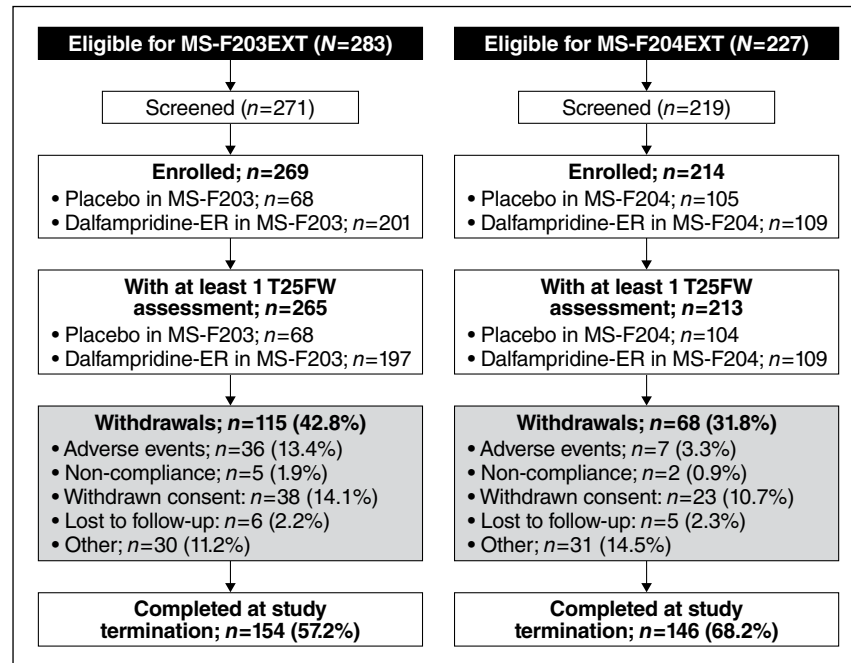 Eligible for MS-F203EXT (N=283)
Screened (n=271)
Enrolled; n=269
• Placebo in MS-F203; n=68
• Dalfampridine-ER in MS-F203; n=201
With at least 1 T25FW
assessment; n=265
• Placebo in MS-F203; n=68
• Dalfampridine-ER in MS-F203; n=197
Withdrawals; n=115 (42.8%)
• Adverse events; n=36 (13.4%)
• Non-compliance; n=5 (1.9%)
• Withdrawn consent: n=38 (14.1%)
• Lost to follow-up: n=6 (2.2%)
• Other; n=30 (11.2%)
Completed at study
termination; n=154 (57.2%)
Eligible for MS-F204EXT (N=227)
Screened (n=219)
Enrolled; n=214
• Placebo in MS-F204; n=105
• Dalfampridine-ER in MS-F204; n=109
With at least 1 T25FW
assessment; n=213
• Placebo in MS-F204; n=104
• Dalfampridine-ER in MS-F204; n=109
Withdrawals; n=68 (31.8%)
• Adverse events; n=7 (3.3%)
• Non-compliance; n=2 (0.9%)
• Withdrawn consent: n=23 (10.7%)
• Lost to follow-up: n=5 (2.3%)
• Other; n=31 (14.5%)
Completed at study
termination; n=146 (68.2%)